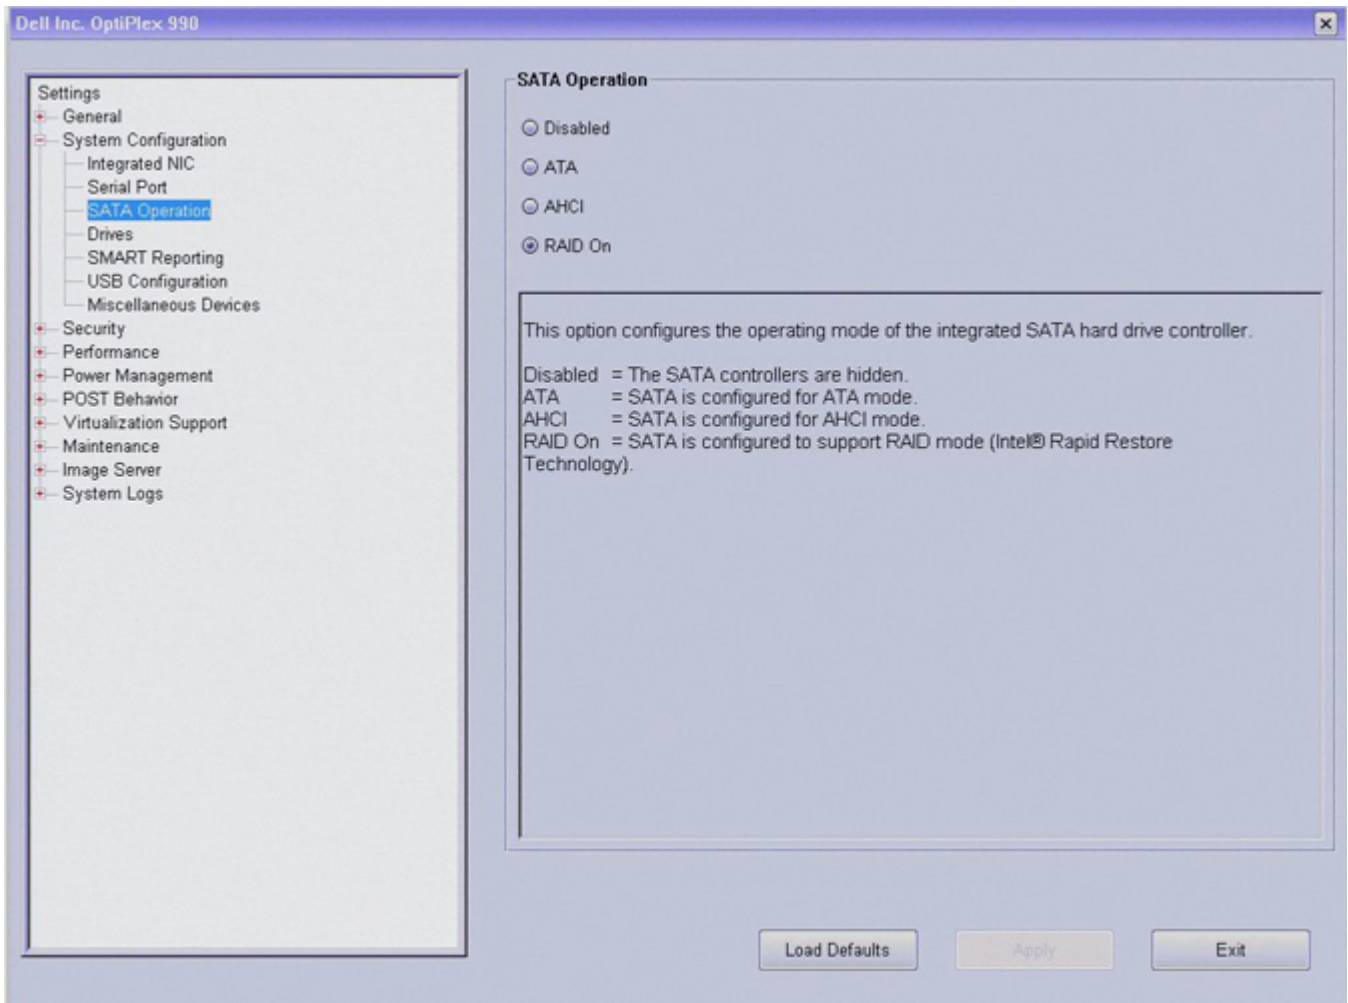 Dell Inc. OptiPlex 990
Settings
General
System Configuration
Integrated NIC
Serial Port
SATA Operation
Drives
SMART Reporting
USB Configuration
Miscellaneous Devices
Security
Performance
Power Management
POST Behavior
Virtualization Support
Maintenance
Image Server
System Logs
SATA Operation
Disabled
ATA
AHCI
RAID On
This option configures the operating mode of the integrated SATA hard drive controller.
Disabled = The SATA controllers are hidden.
ATA = SATA is configured for ATA mode.
AHCI = SATA is configured for AHCI mode.
RAID On = SATA is configured to support RAID mode (Intel® Rapid Restore
Technology).
Load Defaults
Apply
Exit